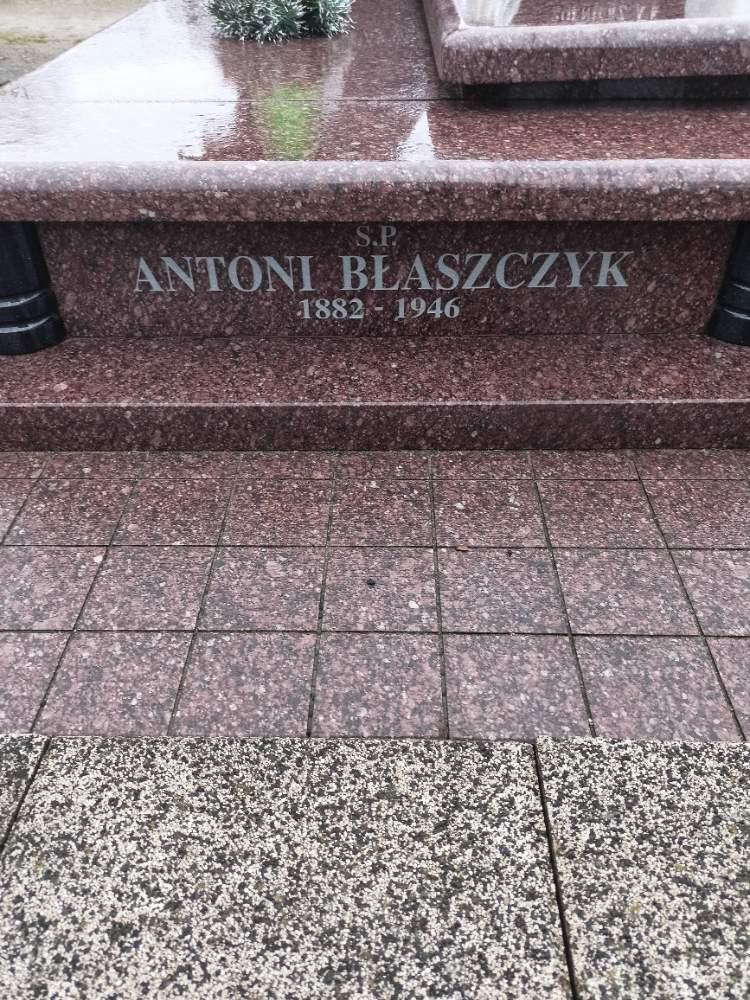 S.P.
ANTONI BŁASZCZYK
1882 - 1946